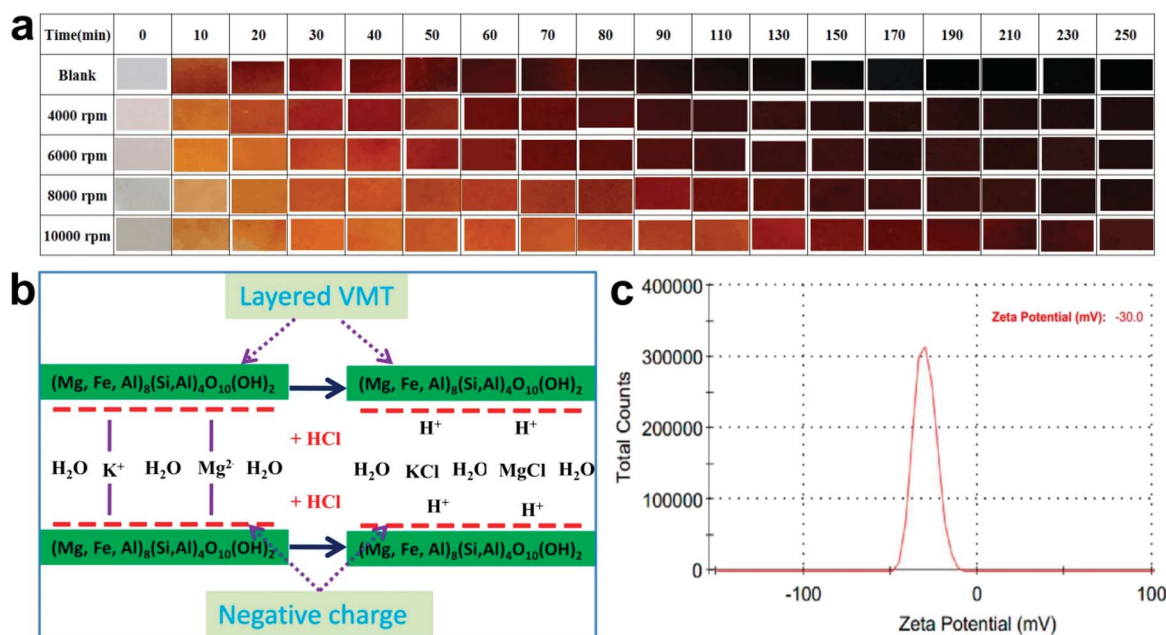 a
Time(min) 0 10 20 30 40 50 60 70 80 90 110 130 150 170 190 210 230 250
Blank
4000 rpm
6000 rpm
8000 rpm
10000 rpm
b
Layered VMT
(Mg, Fe, Al)₈(Si,Al)₄O₁₀(OH)₂ (Mg, Fe, Al)₈(Si,Al)₄O₁₀(OH)₂
+ HCl H⁺ H⁺
H₂O K⁺ H₂O Mg² H₂O H₂O KCl H₂O MgCl H₂O
+ HCl H⁺ H⁺
(Mg, Fe, Al)₈(Si,Al)₄O₁₀(OH)₂ (Mg, Fe, Al)₈(Si,Al)₄O₁₀(OH)₂
Negative charge
c
Zeta Potential (mV): -30.0
Total Counts
400000
300000
200000
100000
0
-100 0 100
Zeta Potential (mV)